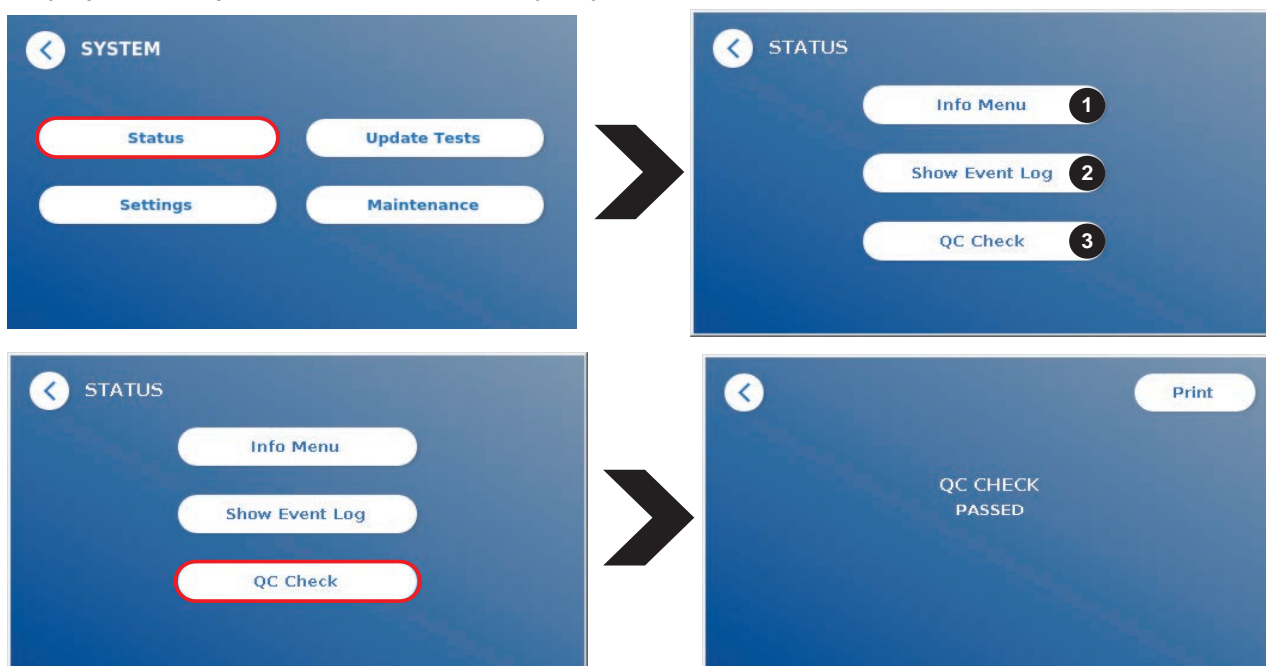 SYSTEM
Status
Update Tests
Settings
Maintenance
STATUS
Info Menu 1
Show Event Log 2
QC Check 3
STATUS
Info Menu
Show Event Log
QC Check
Print
QC CHECK
PASSED